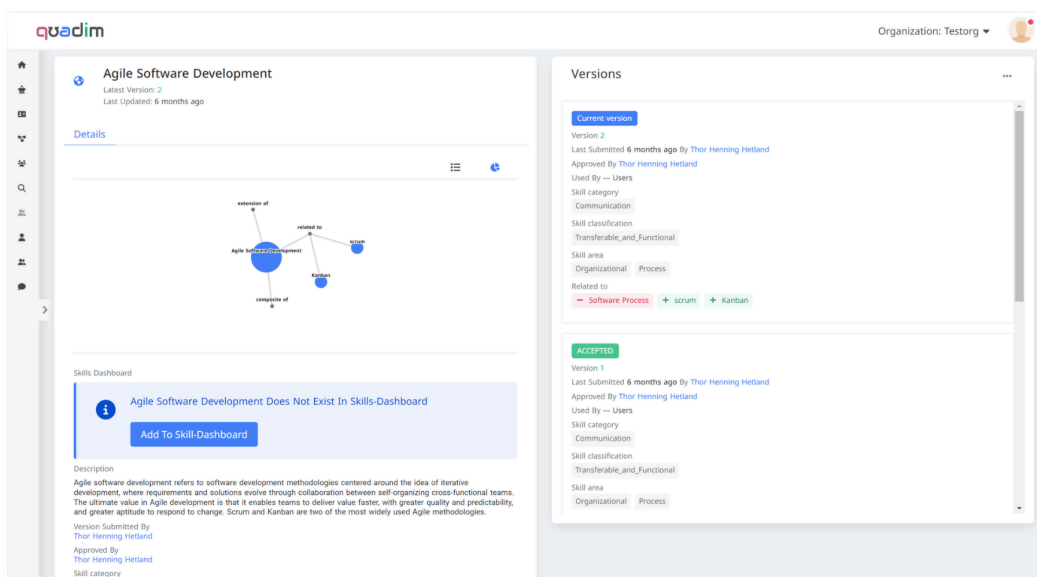 quadim
Organization: Testorg
Agile Software Development
Latest Version: 2
Last Updated: 6 months ago
Details
extension of
related to
scrum
Agile Software Development
Kanban
composite of
Skills Dashboard
Agile Software Development Does Not Exist In Skills-Dashboard
Add To Skill-Dashboard
Description
Agile software development refers to software development methodologies centered around the idea of iterative
development, where requirements and solutions evolve through collaboration between self-organizing cross-functional teams.
The ultimate value in Agile development is that it enables teams to deliver value faster, with greater quality and predictability,
and greater aptitude to respond to change. Scrum and Kanban are two of the most widely used Agile methodologies.
Version Submitted By
Thor Henning Hetland
Approved By
Thor Henning Hetland
Skill category
Versions
...
Current version
Version 2
Last Submitted 6 months ago By Thor Henning Hetland
Approved By Thor Henning Hetland
Used By — Users
Skill category
Communication
Skill classification
Transferable_and_Functional
Skill area
Organizational Process
Related to
− Software Process + scrum + Kanban
ACCEPTED
Version 1
Last Submitted 6 months ago By Thor Henning Hetland
Approved By Thor Henning Hetland
Used By — Users
Skill category
Communication
Skill classification
Transferable_and_Functional
Skill area
Organizational Process